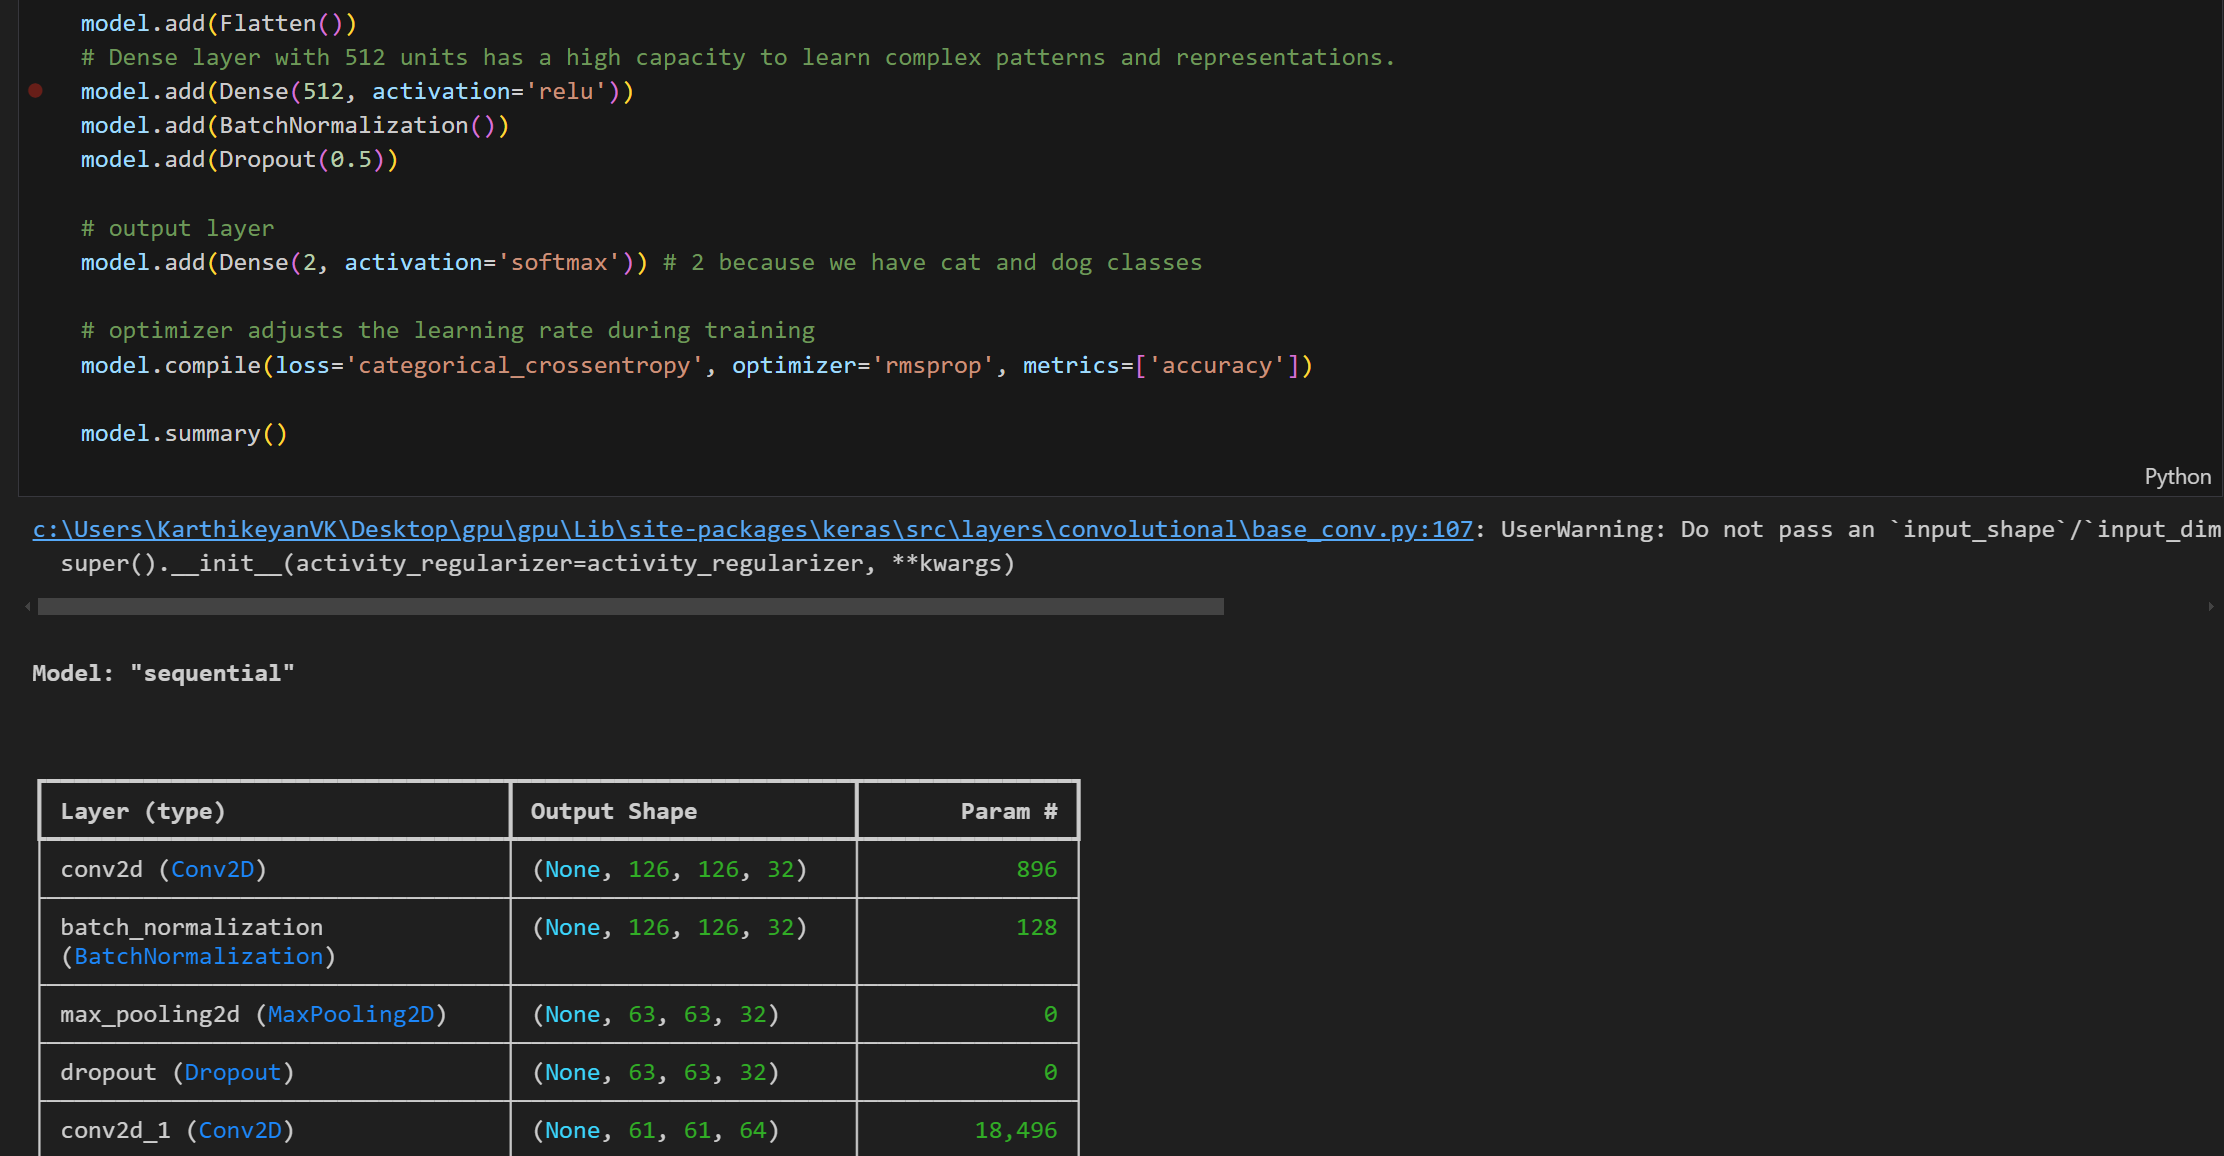 model.add(Flatten())
# Dense layer with 512 units has a high capacity to learn complex patterns and representations.
model.add(Dense(512, activation='relu'))
model.add(BatchNormalization())
model.add(Dropout(0.5))
# output layer
model.add(Dense(2, activation='softmax')) # 2 because we have cat and dog classes
# optimizer adjusts the learning rate during training
model.compile(loss='categorical_crossentropy', optimizer='rmsprop', metrics=['accuracy'])
model.summary()
Python
c:\Users\KarthikeyanVK\Desktop\gpu\gpu\Lib\site-packages\keras\src\layers\convolutional\base_conv.py:107: UserWarning: Do not pass an `input_shape`/`input_dim
super().__init__(activity_regularizer=activity_regularizer, **kwargs)
Model: "sequential"
Layer (type) Output Shape Param #
conv2d (Conv2D) (None, 126, 126, 32) 896
batch_normalization (None, 126, 126, 32) 128
(BatchNormalization)
max_pooling2d (MaxPooling2D) (None, 63, 63, 32) 0
dropout (Dropout) (None, 63, 63, 32) 0
conv2d_1 (Conv2D) (None, 61, 61, 64) 18,496